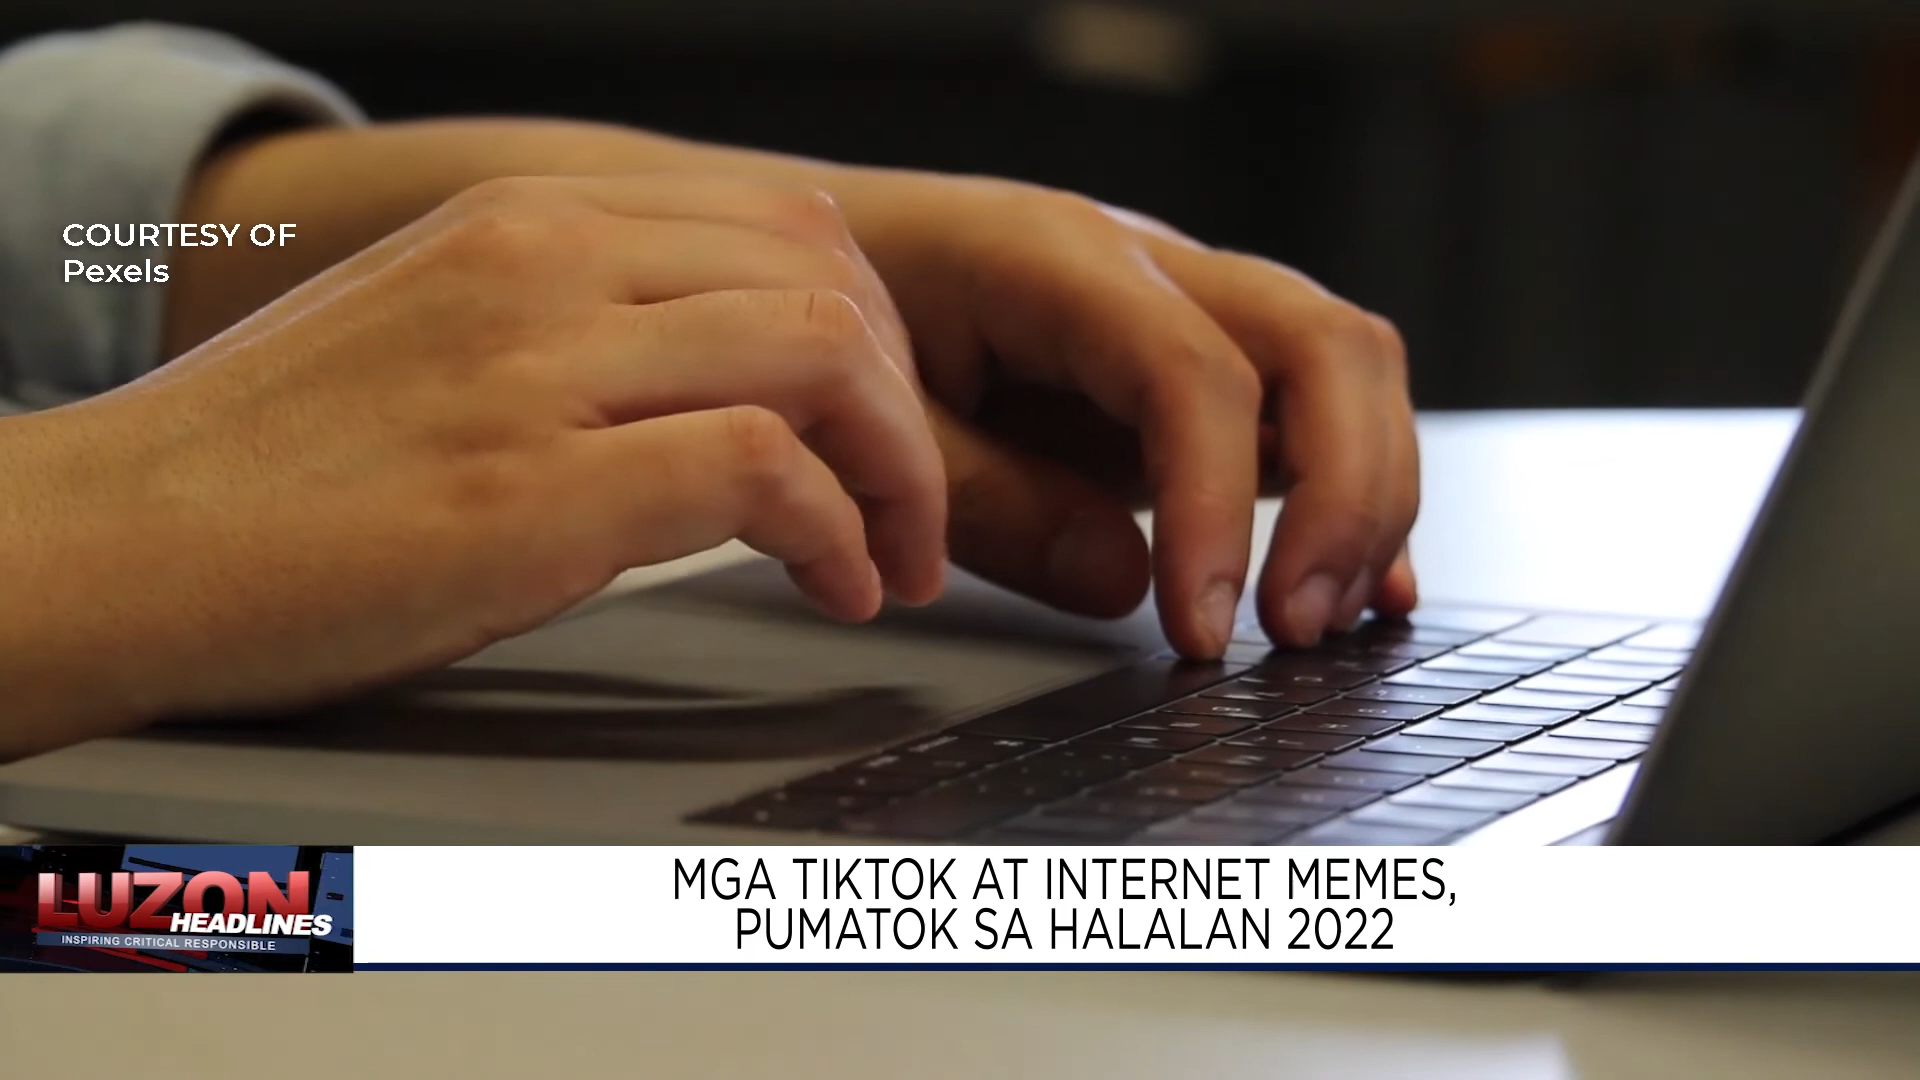 COURTESY OF
Pexels
LUZON
HEADLINES
INSPIRING CRITICAL RESPONSIBLE
MGA TIKTOK AT INTERNET MEMES,
PUMATOK SA HALALAN 2022